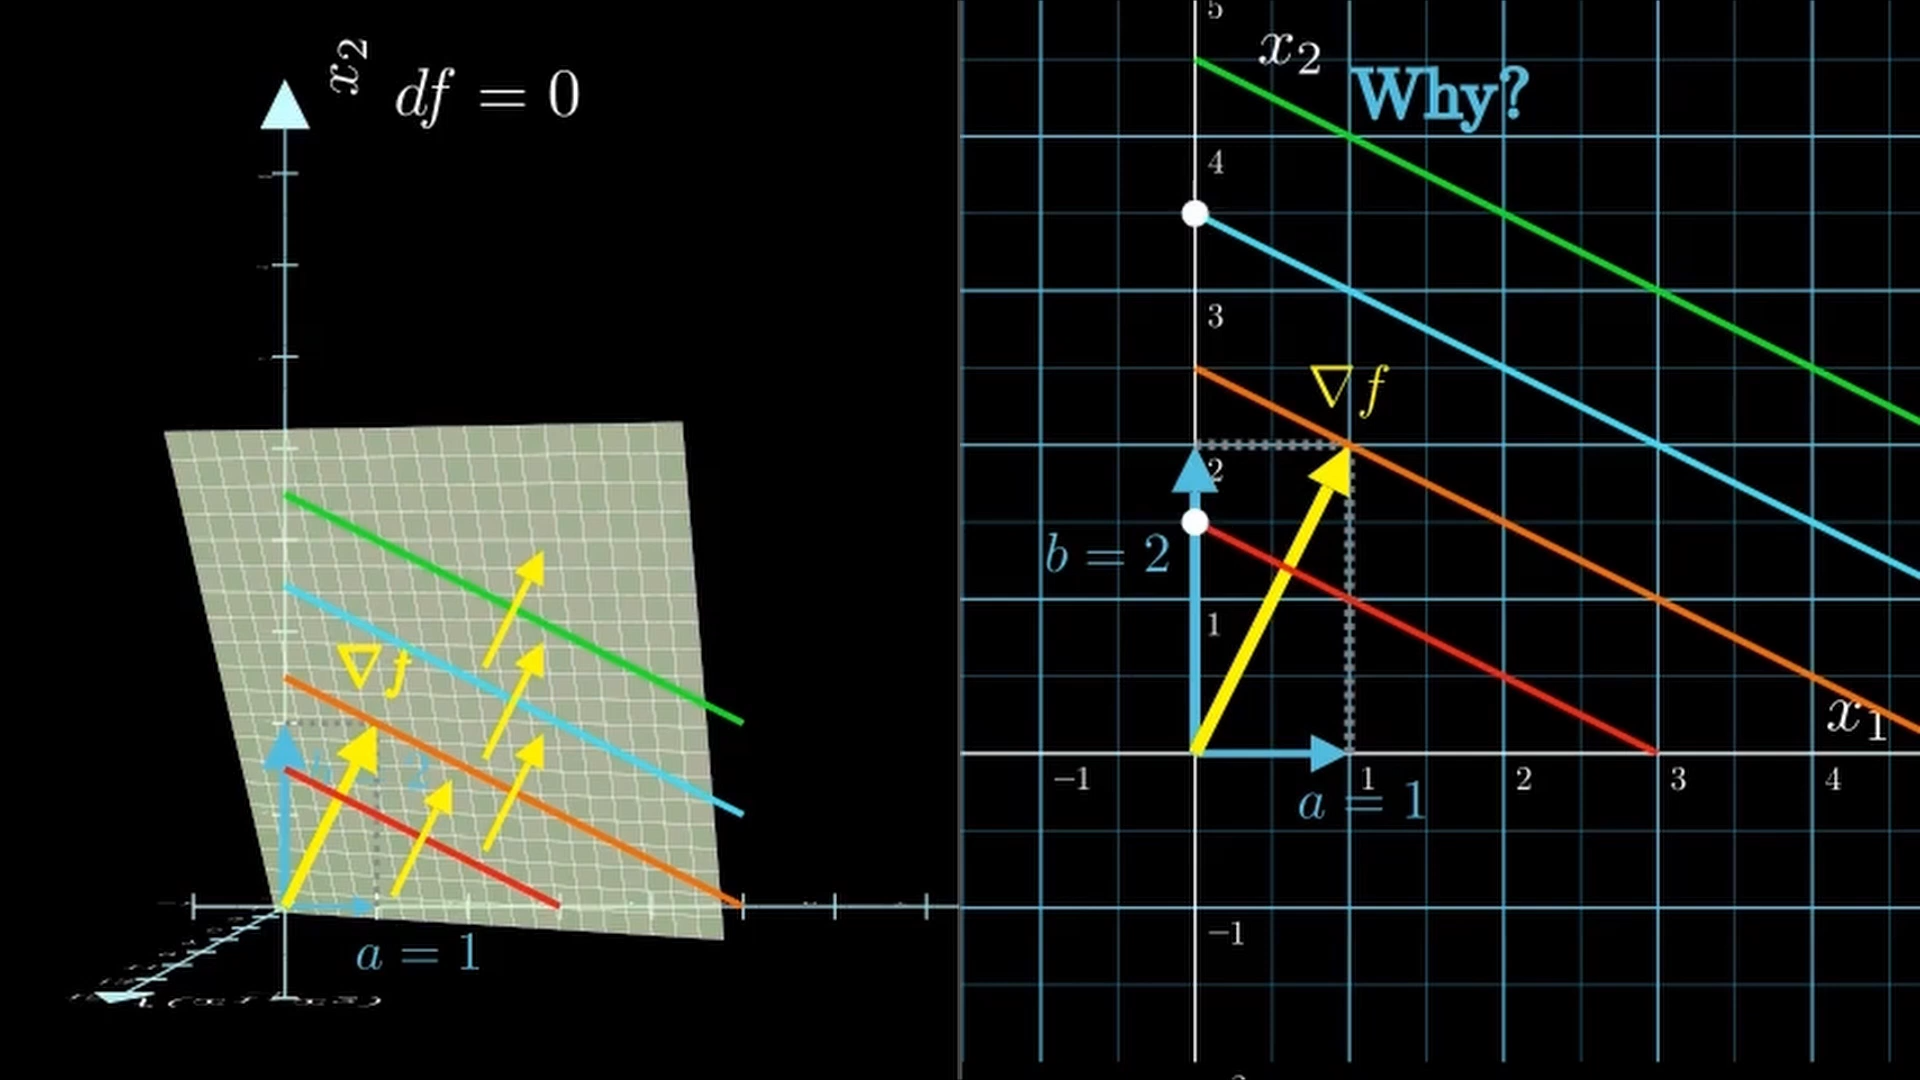 x₂
df = 0
∇f
2
a = 1
5
x₂
Why?
4
3
∇f
2
b = 2
1
x₁
−1
1
2
3
4
a = 1
−1